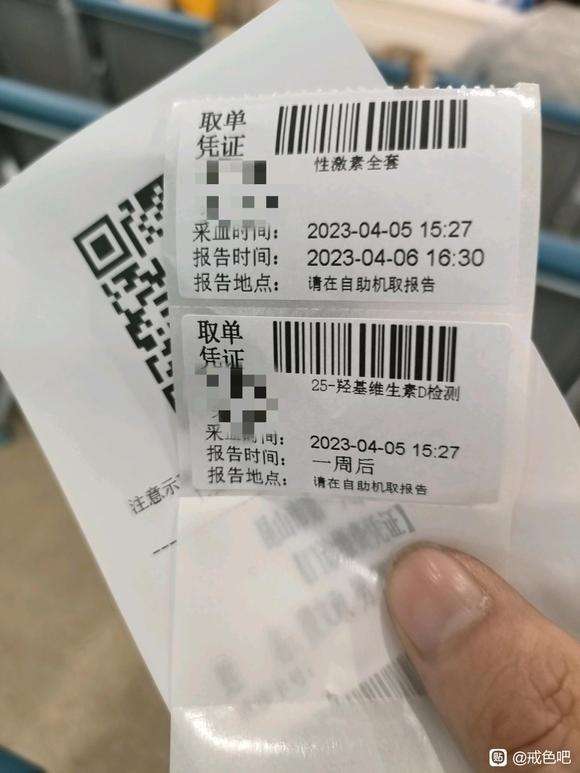 取单
凭证
性激素全套
采血时间： 2023-04-05 15:27
报告时间： 2023-04-06 16:30
报告地点： 请在自助机取报告
取单
凭证
25-羟基维生素D检测
采血时间： 2023-04-05 15:27
报告时间： 一周后
报告地点： 请在自助机取报告
注意示
贴 @戒色吧